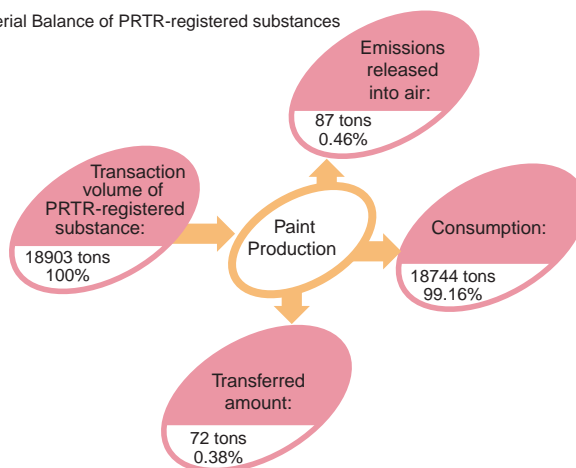 erial Balance of PRTR-registered substances
Emissions
released
into air:
87 tons
0.46%
Transaction
volume of
PRTR-registered
substance:
18903 tons
100%
Paint
Production
Consumption:
18744 tons
99.16%
Transferred
amount:
72 tons
0.38%